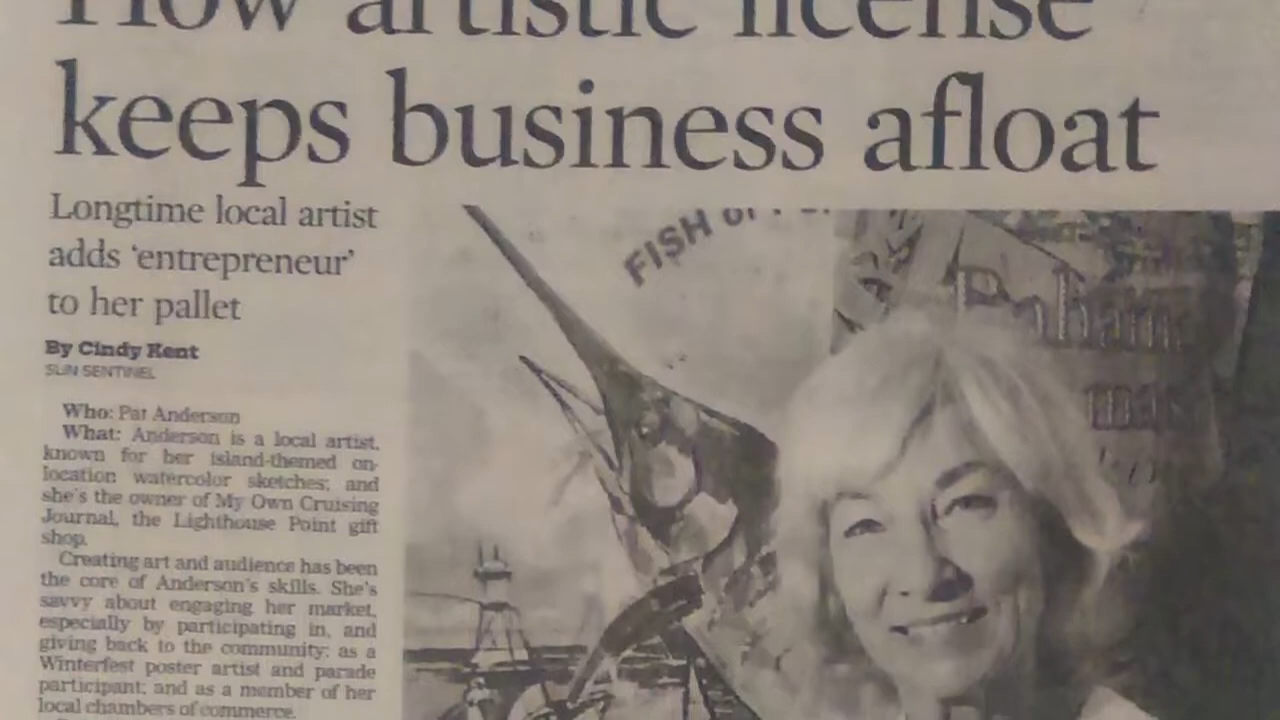 How artistic license
keeps business afloat
Longtime local artist
adds ‘entrepreneur’
to her pallet
By Cindy Kent
SUN SENTINEL
Who: Pat Anderson
What: Anderson is a local artist,
known for her island-themed on-
location watercolor sketches; and
she's the owner of My Own Cruising
Journal, the Lighthouse Point gift
shop.
Creating art and audience has been
the core of Anderson's skills. She's
savvy about engaging her market,
especially by participating in, and
giving back to the community: as a
Winterfest poster artist and parade
participant; and as a member of her
local chambers of commerce.
FISH